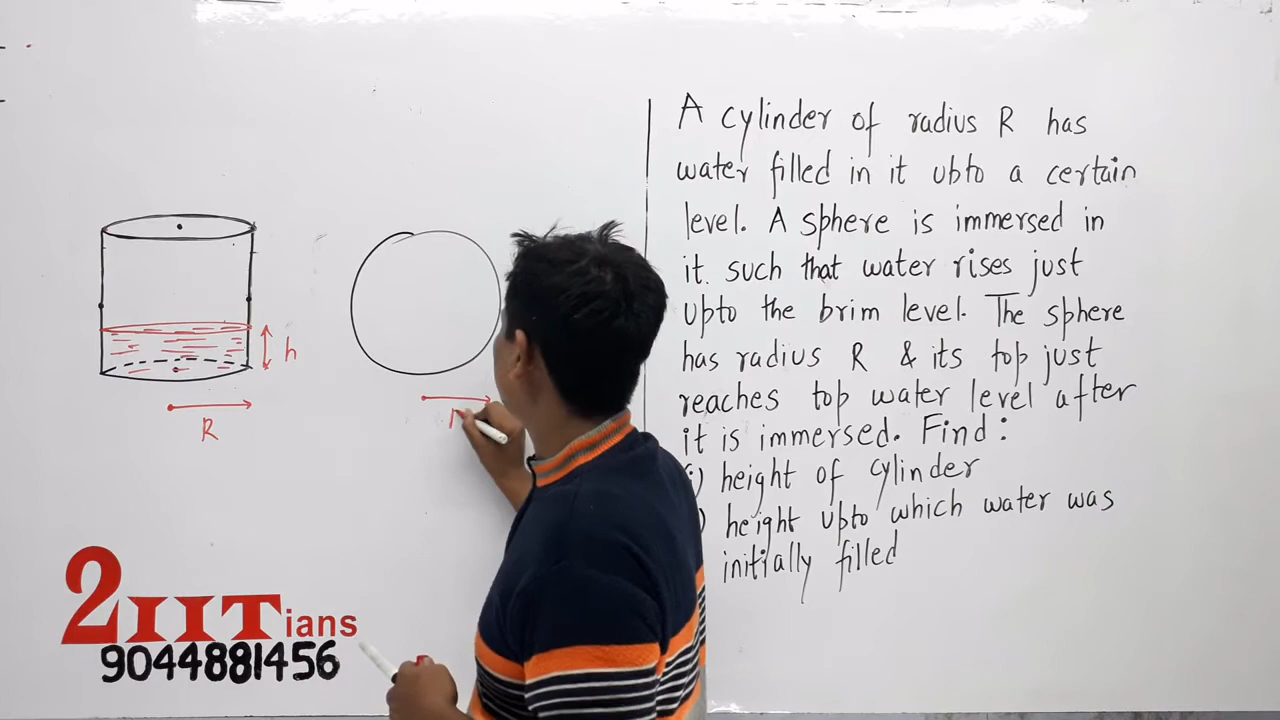 A cylinder of radius R has
water filled in it upto a certain
level. A sphere is immersed in
it such that water rises just
upto the brim level. The sphere
has radius R & its top just
reaches top water level after
it is immersed. Find:
height of cylinder
height upto which water was
initially filled
h
R
2IITians
9044881456